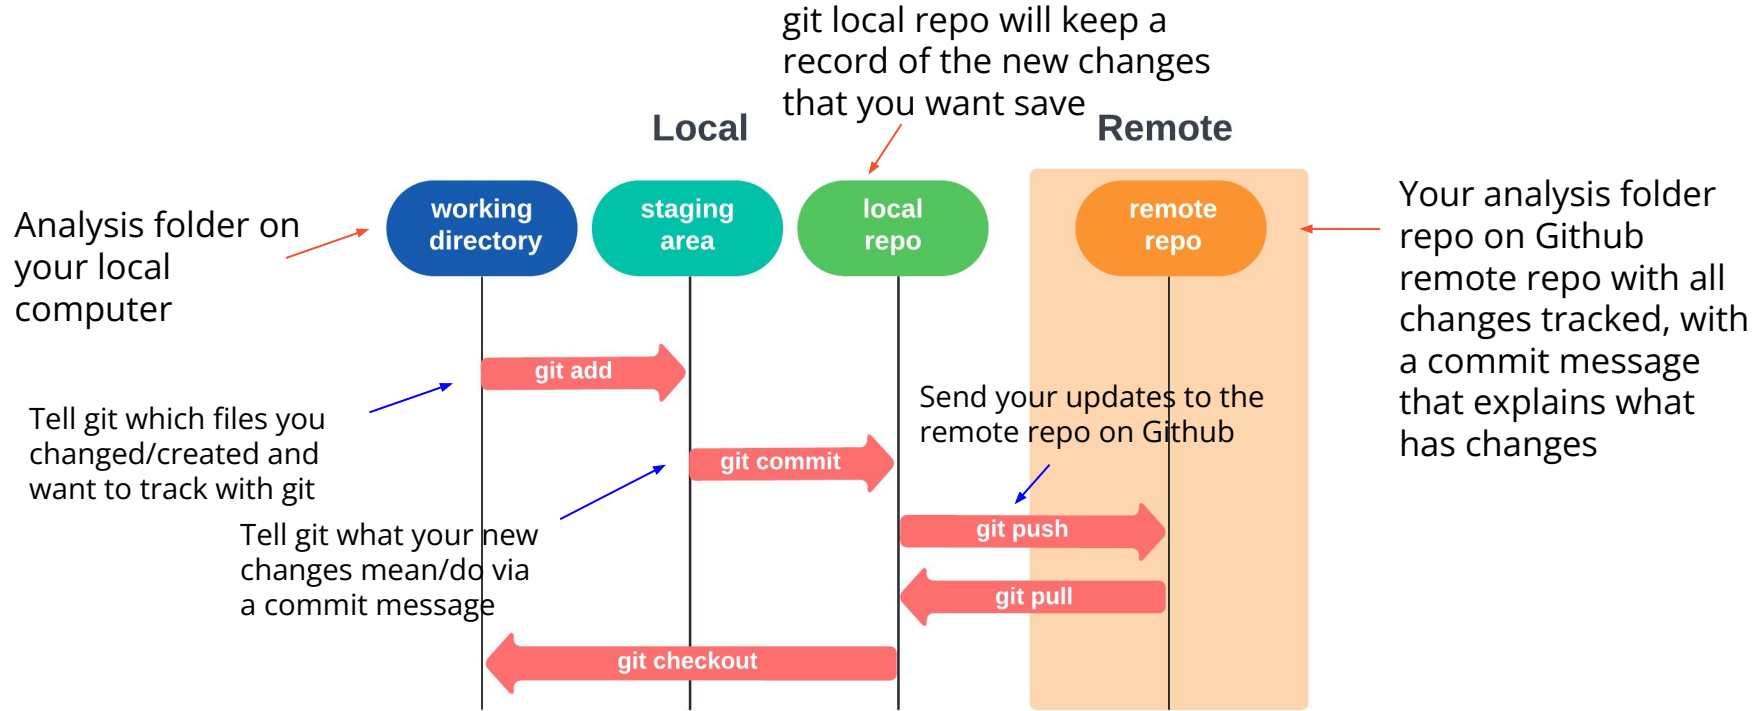 git local repo will keep a
record of the new changes
that you want save
Local
Remote
working
directory
staging
area
local
repo
remote
repo
Analysis folder on
your local
computer
Your analysis folder
repo on Github
remote repo with all
changes tracked, with
a commit message
that explains what
has changes
git add
Tell git which files you
changed/created and
want to track with git
Send your updates to the
remote repo on Github
git commit
Tell git what your new
changes mean/do via
a commit message
git push
git pull
git checkout